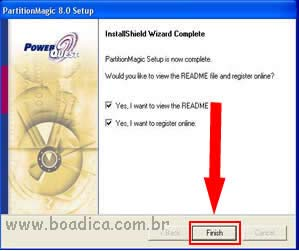 PartitionMagic 8.0 Setup
POWERQUEST
InstallShield Wizard Complete
PartitionMagic Setup is now complete.
Would you like to view the README file and register online?
Yes, I want to view the README
Yes, I want to register online.
www.boadica.com.br
< Back
Finish
Cancel